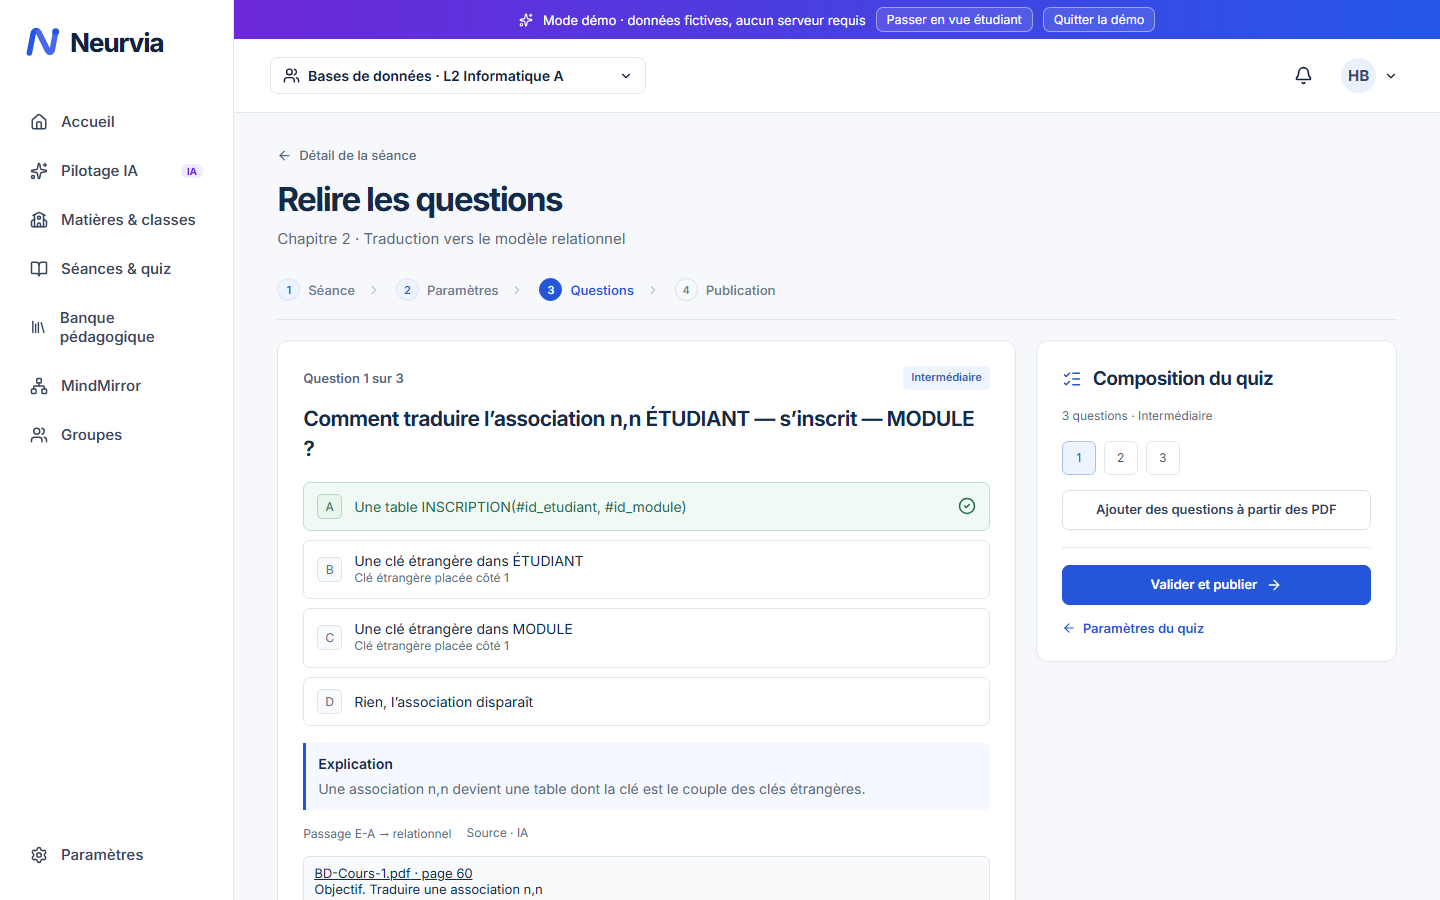 Neurvia
Mode démo · données fictives, aucun serveur requis
Passer en vue étudiant
Quitter la démo
Bases de données · L2 Informatique A
HB
Accueil
Pilotage IA
IA
Matières & classes
Séances & quiz
Banque
pédagogique
MindMirror
Groupes
Paramètres
Détail de la séance
Relire les questions
Chapitre 2 · Traduction vers le modèle relationnel
1 Séance
2 Paramètres
3 Questions
4 Publication
Question 1 sur 3
Intermédiaire
Comment traduire l’association n,n ÉTUDIANT — s’inscrit — MODULE
?
A Une table INSCRIPTION(#id_etudiant, #id_module)
B Une clé étrangère dans ÉTUDIANT
Clé étrangère placée côté 1
C Une clé étrangère dans MODULE
Clé étrangère placée côté 1
D Rien, l’association disparaît
Explication
Une association n,n devient une table dont la clé est le couple des clés étrangères.
Passage E-A → relationnel
Source · IA
BD-Cours-1.pdf · page 60
Objectif. Traduire une association n,n
Composition du quiz
3 questions · Intermédiaire
1
2
3
Ajouter des questions à partir des PDF
Valider et publier
Paramètres du quiz